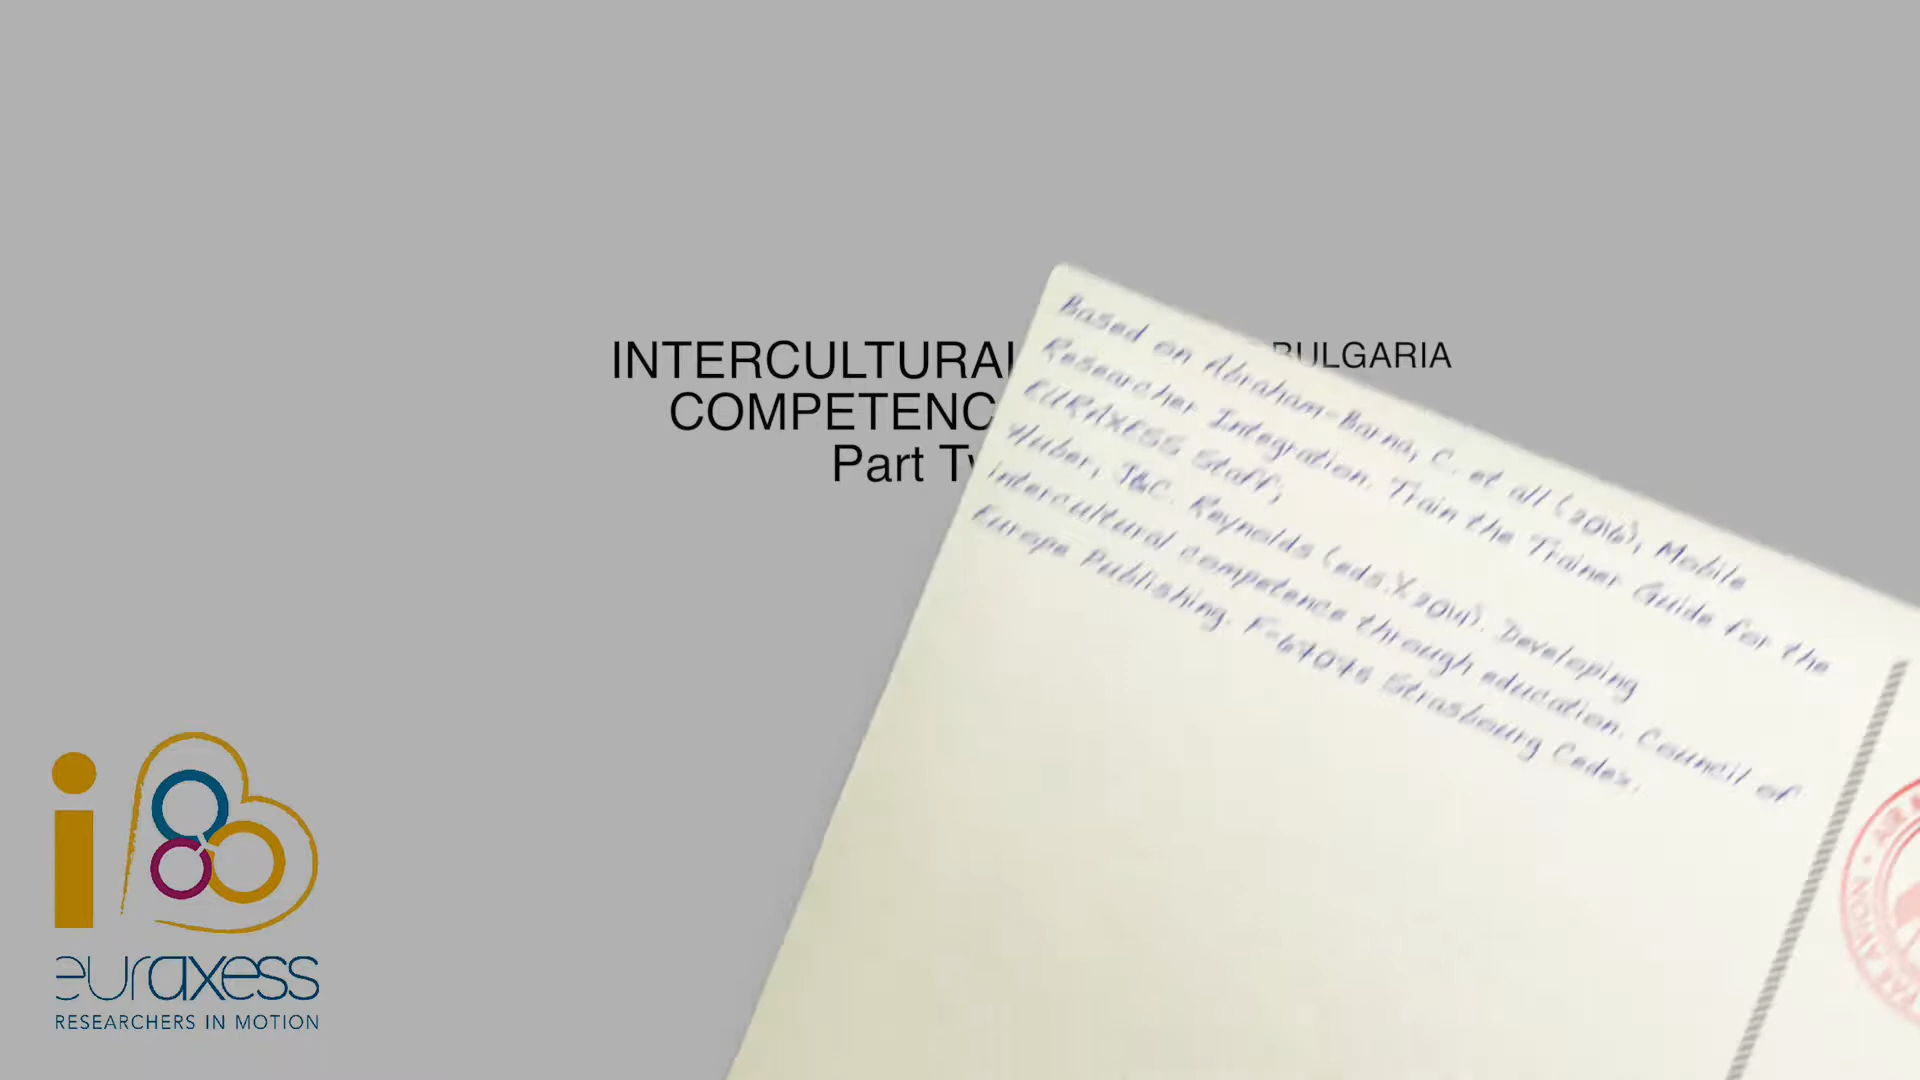 INTERCULTURAL
COMPETENC
Part Tw
BULGARIA
Based on Abraham-Barna, C. et all (2016), Mobile
Researcher Integration. Train the Trainer Guide for the
EURAXESS Staff;
Huber, J&C. Reynolds (eds.)(2014). Developing
intercultural competence through education. Council of
Europe Publishing. F-67075 Strasbourg Cedex.
euraxess
RESEARCHERS IN MOTION